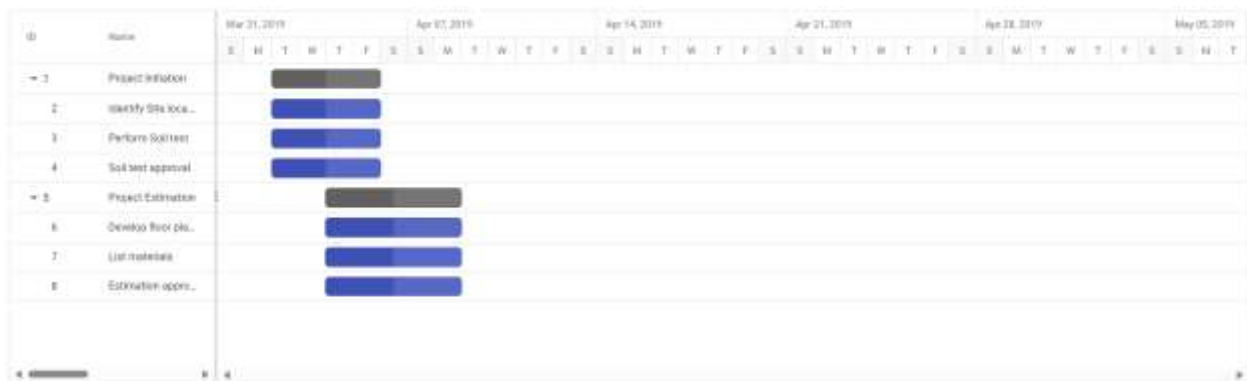 Mar 31, 2019 Apr 07, 2019 Apr 14, 2019 Apr 21, 2019 Apr 28, 2019 May 05, 2019
ID Name
S M T W T F S S M T W T F S S M T W T F S S M T W T F S S M T W T F S S M T
1 Project Initiation
2 Identify Site loca...
3 Perform Soil test
4 Soil test approval
5 Project Estimation
6 Develop floor pla...
7 List materials
8 Estimation appro...